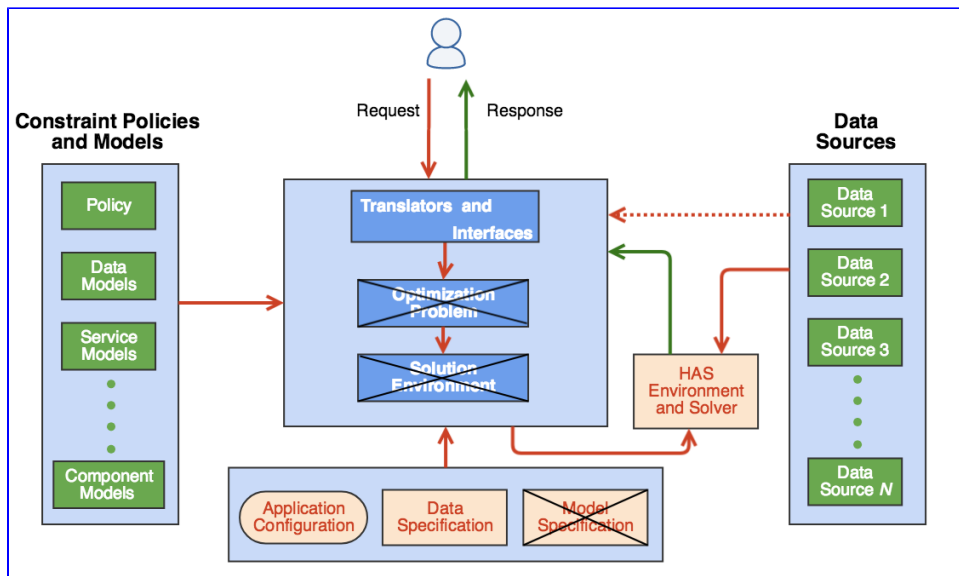 Request
Response
Constraint Policies
and Models
Policy
Data
Models
Service
Models
Component
Models
Translators and
Interfaces
Optimization
Problem
Solution
Environment
HAS
Environment
and Solver
Data
Sources
Data
Source 1
Data
Source 2
Data
Source 3
Data
Source N
Application
Configuration
Data
Specification
Model
Specification